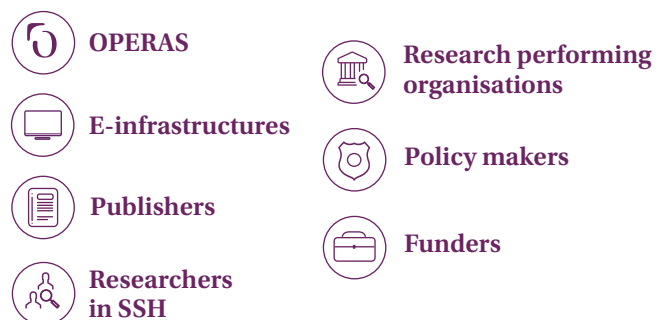 OPERAS
E-infrastructures
Publishers
Researchers
in SSH
Research performing
organisations
Policy makers
Funders